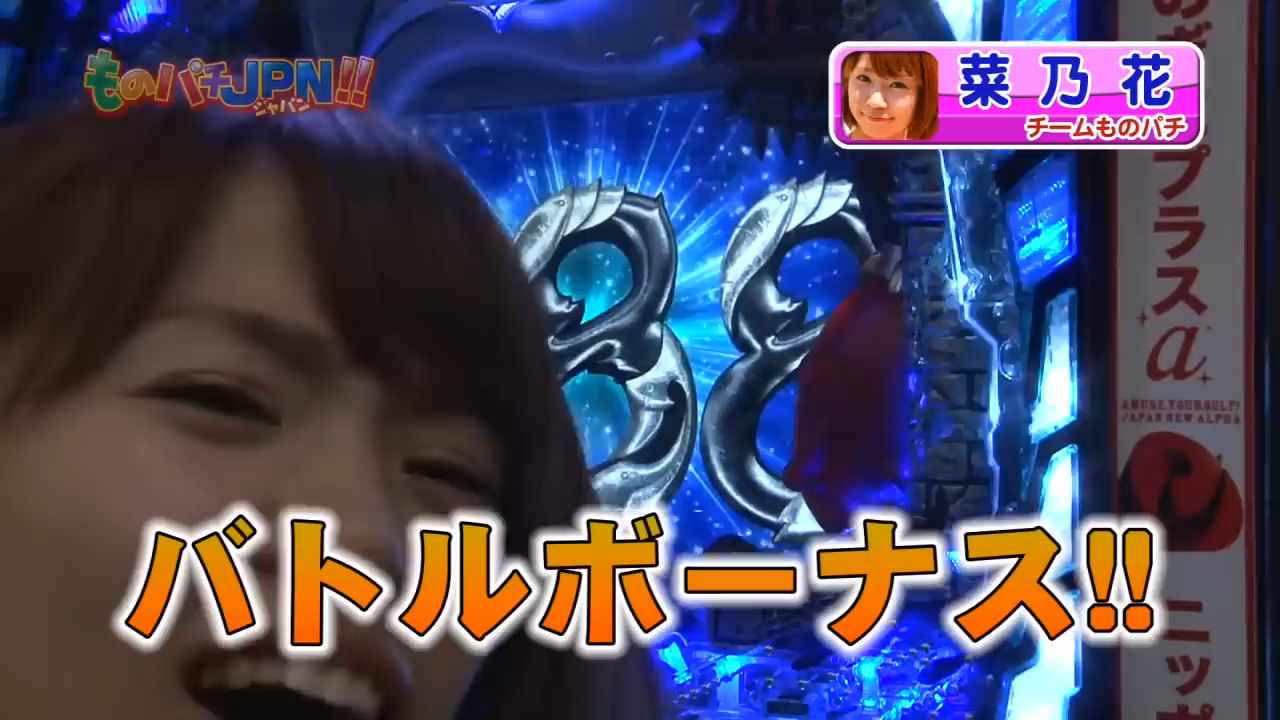 ものパチJPN!!
ジャパン
菜乃花
チームものパチ
プラス
α
AMUSE YOURSELF!
JAPAN NEW ALPHA
バトルボーナス!!
ニッポ